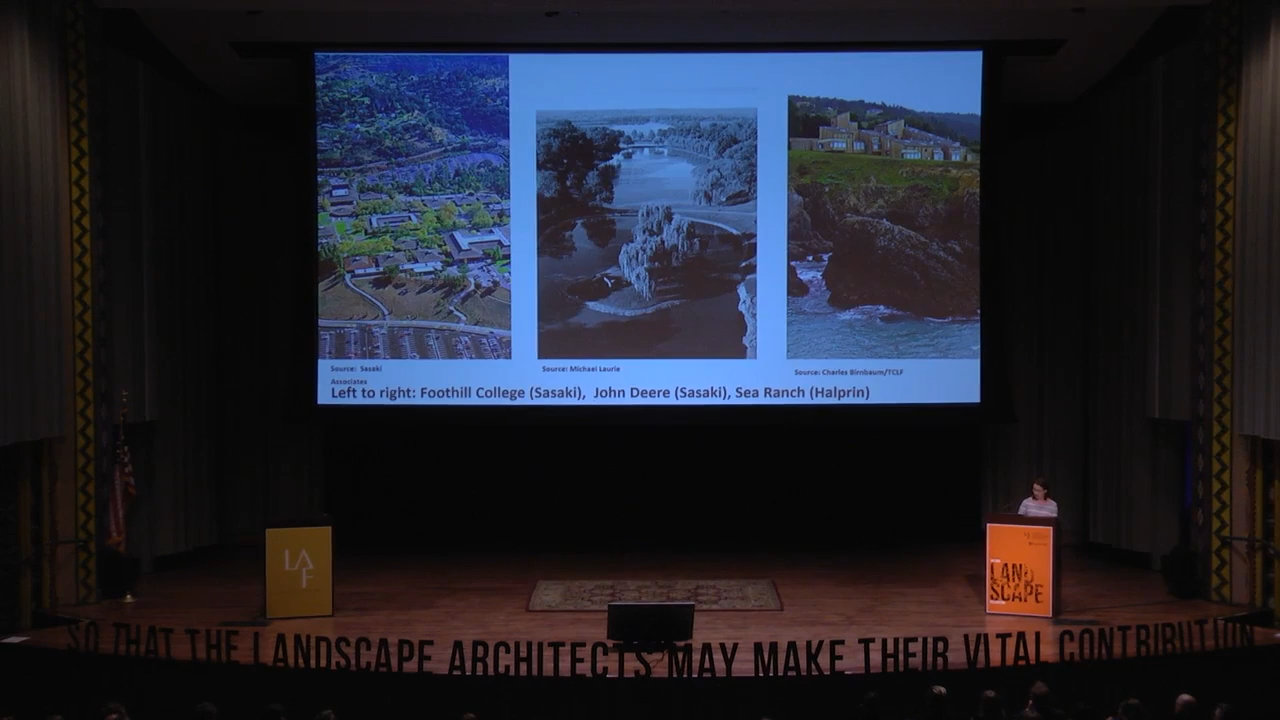 Source: Sasaki
Associates
Source: Michael Laurie
Source: Charles Birnbaum/TCLF
Left to right: Foothill College (Sasaki), John Deere (Sasaki), Sea Ranch (Halprin)
LA
F
LAND
SCAPE
SO THAT THE LANDSCAPE ARCHITECTS MAY MAKE THEIR VITAL CONTRIBUTION